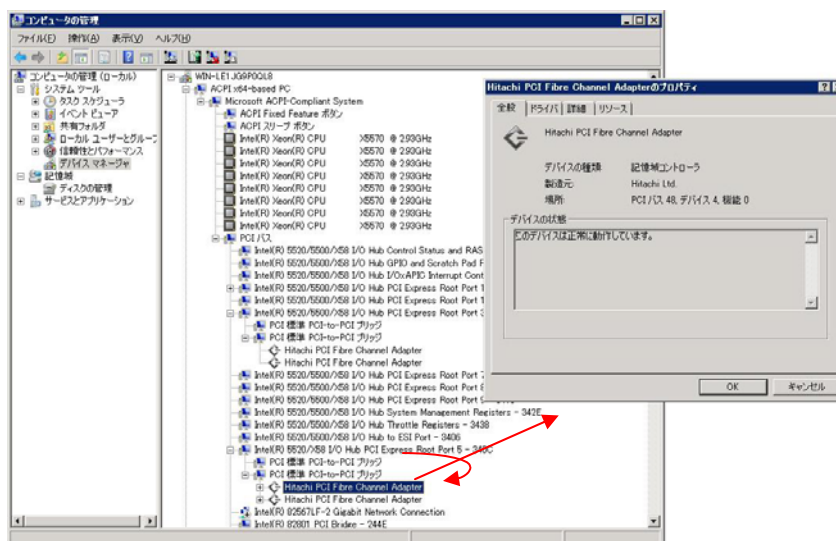 コンピュータの管理
ファイル(F) 操作(A) 表示(V) ヘルプ(H)
コンピュータの管理 (ローカル)
システム ツール
タスク スケジューラ
イベント ビューア
共有フォルダ
ローカル ユーザーとグループ
信頼性とパフォーマンス
デバイス マネージャ
記憶域
ディスクの管理
サービスとアプリケーション
ACPI x64-based PC
Microsoft ACPI-Compliant System
ACPI Fixed Feature ボタン
ACPI スリープ ボタン
Intel(R) Xeon(R) CPU X5570 @ 2.93GHz
Intel(R) Xeon(R) CPU X5570 @ 2.93GHz
Intel(R) Xeon(R) CPU X5570 @ 2.93GHz
Intel(R) Xeon(R) CPU X5570 @ 2.93GHz
Intel(R) Xeon(R) CPU X5570 @ 2.93GHz
Intel(R) Xeon(R) CPU X5570 @ 2.93GHz
Intel(R) Xeon(R) CPU X5570 @ 2.93GHz
Intel(R) Xeon(R) CPU X5570 @ 2.93GHz
PCI バス
Intel(R) 5520/5500/X58 I/O Hub Control Status and RAS
Intel(R) 5520/5500/X58 I/O Hub GPIO and Scratch Pad
Intel(R) 5520/5500/X58 I/O Hub I/OxAPIC Interrupt Cont
Intel(R) 5520/5500/X58 I/O Hub PCI Express Root Port 1
Intel(R) 5520/5500/X58 I/O Hub PCI Express Root Port 1
Intel(R) 5520/5500/X58 I/O Hub PCI Express Root Port 3
PCI 標準 PCI-to-PCI ブリッジ
PCI 標準 PCI-to-PCI ブリッジ
Hitachi PCI Fibre Channel Adapter
Hitachi PCI Fibre Channel Adapter
Intel(R) 5520/5500/X58 I/O Hub PCI Express Root Port 7
Intel(R) 5520/5500/X58 I/O Hub PCI Express Root Port 8
Intel(R) 5520/5500/X58 I/O Hub PCI Express Root Port 9
Intel(R) 5520/5500/X58 I/O Hub System Management Registers - 342E
Intel(R) 5520/5500/X58 I/O Hub Throttle Registers - 3438
Intel(R) 5520/5500/X58 I/O Hub to ESI Port - 3406
Intel(R) 5520/X58 I/O Hub PCI Express Root Port 5 - 340C
PCI 標準 PCI-to-PCI ブリッジ
PCI 標準 PCI-to-PCI ブリッジ
Hitachi PCI Fibre Channel Adapter
Hitachi PCI Fibre Channel Adapter
Intel(R) 82567LF-2 Gigabit Network Connection
Intel(R) 82801 PCI Bridge - 244E
Hitachi PCI Fibre Channel Adapterのプロパティ
全般 ドライバ 詳細 リソース
Hitachi PCI Fibre Channel Adapter
デバイスの種類 記憶域コントローラ
製造元: Hitachi Ltd.
場所: PCI バス 48, デバイス 4, 機能 0
デバイスの状態
このデバイスは正常に動作しています。
OK キャンセル